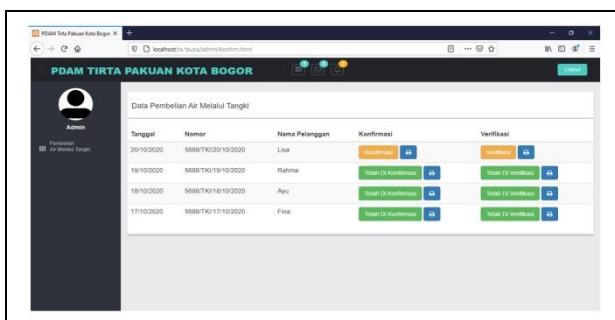 PDAM Tirta Pakuan Kota Bogor
localhost/ta fauzia/admin/konfirm.html
PDAM TIRTA PAKUAN KOTA BOGOR
Logout
Admin
Pembelian
Air Melalui Tangki
Data Pembelian Air Melalui Tangki
Tanggal Nomor Nama Pelanggan Konfirmasi Verifikasi
20/10/2020 5688/TKI/20/10/2020 Lisa Konfirmasi Verifikasi
19/10/2020 5688/TKI/19/10/2020 Rahma Telah Di Konfirmasi Telah Di Verifikasi
18/10/2020 5688/TKI/18/10/2020 Ayu Telah Di Konfirmasi Telah Di Verifikasi
17/10/2020 5688/TKI/17/10/2020 Fina Telah Di Konfirmasi Telah Di Verifikasi